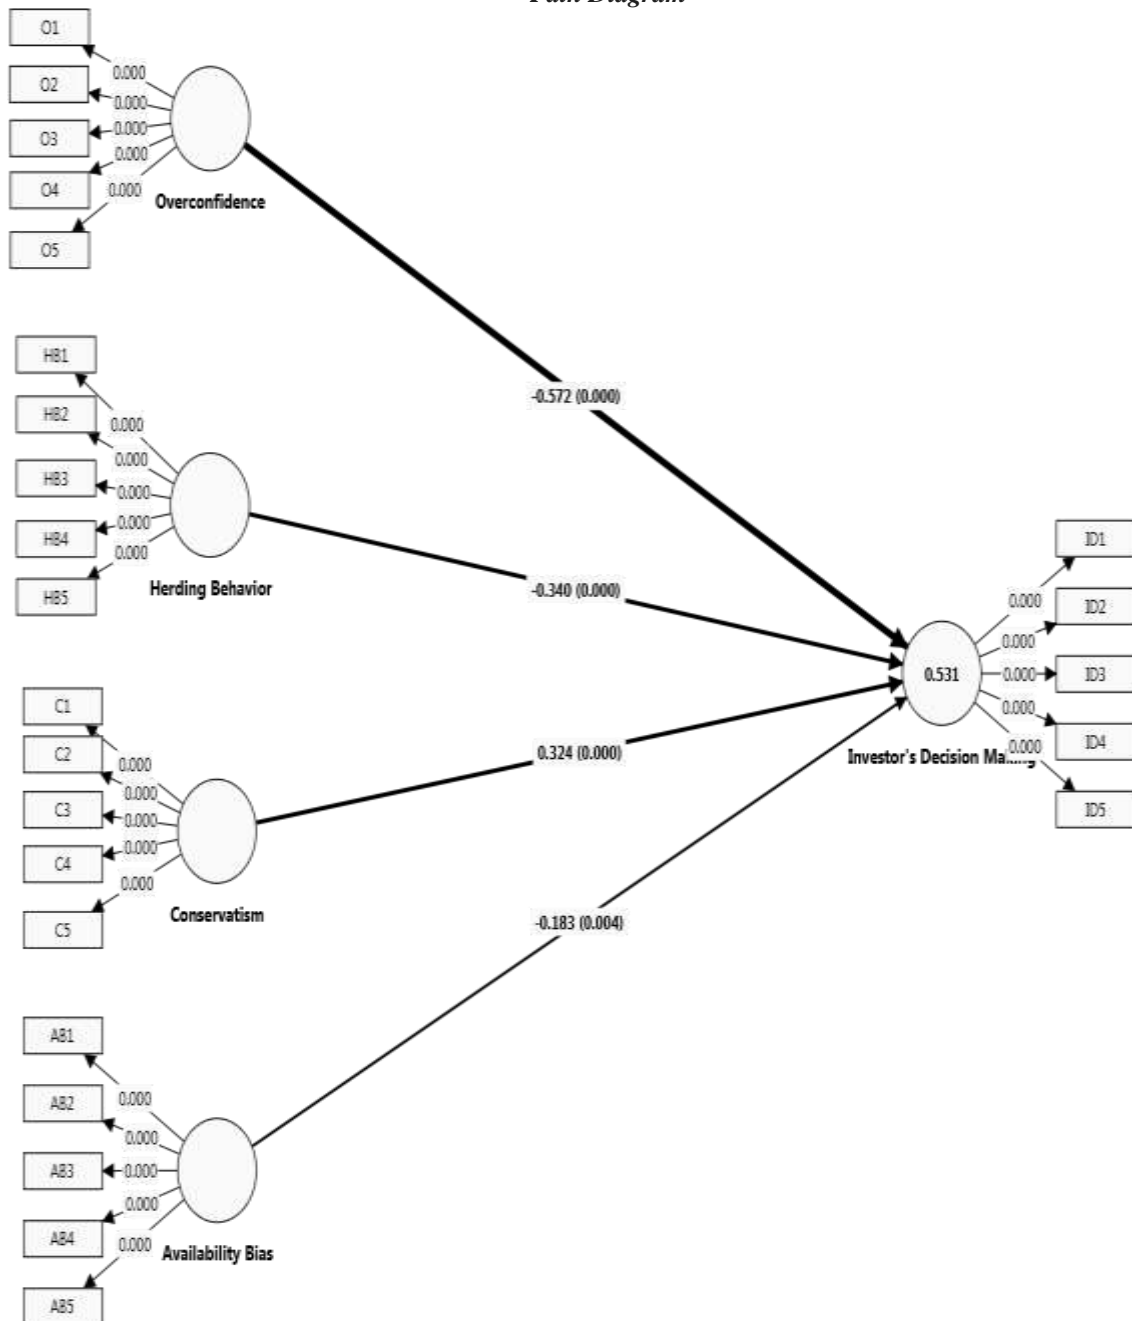 Path Diagram
O1
0.000
O2
0.000
O3
0.000
O4
0.000
O5
0.000
Overconfidence
-0.572 (0.000)
HB1
0.000
HB2
0.000
HB3
0.000
HB4
0.000
HB5
0.000
Herding Behavior
-0.340 (0.000)
C1
0.000
C2
0.000
C3
0.000
C4
0.000
C5
0.000
Conservatism
0.324 (0.000)
AB1
0.000
AB2
0.000
AB3
0.000
AB4
0.000
AB5
0.000
Availability Bias
-0.183 (0.004)
0.531
Investor's Decision
ID1
0.000
ID2
0.000
ID3
0.000
ID4
0.000
ID5
0.000